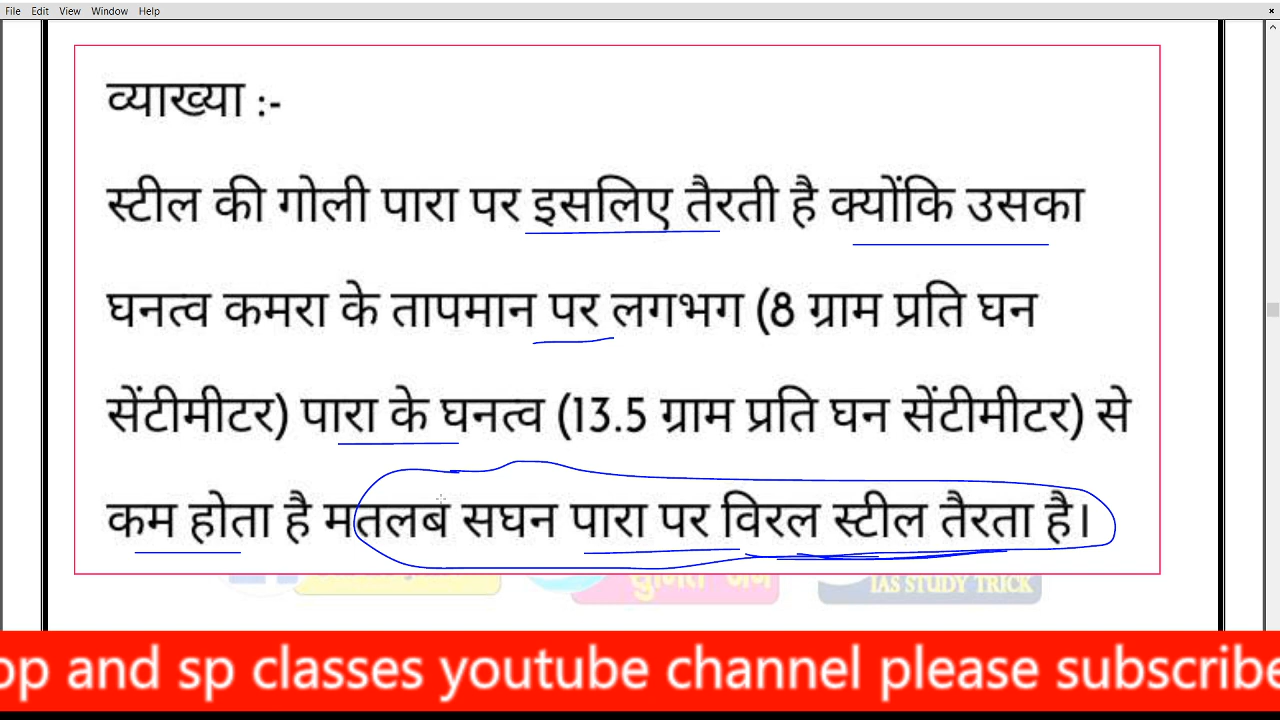 File Edit View Window Help
व्याख्या :-
स्टील की गोली पारा पर इसलिए तैरती है क्योंकि उसका
घनत्व कमरा के तापमान पर लगभग (8 ग्राम प्रति घन
सेंटीमीटर) पारा के घनत्व (13.5 ग्राम प्रति घन सेंटीमीटर) से
कम होता है मतलब सघन पारा पर विरल स्टील तैरता है।
IAS STUDY TRICK
op and sp classes youtube channel please subscribe